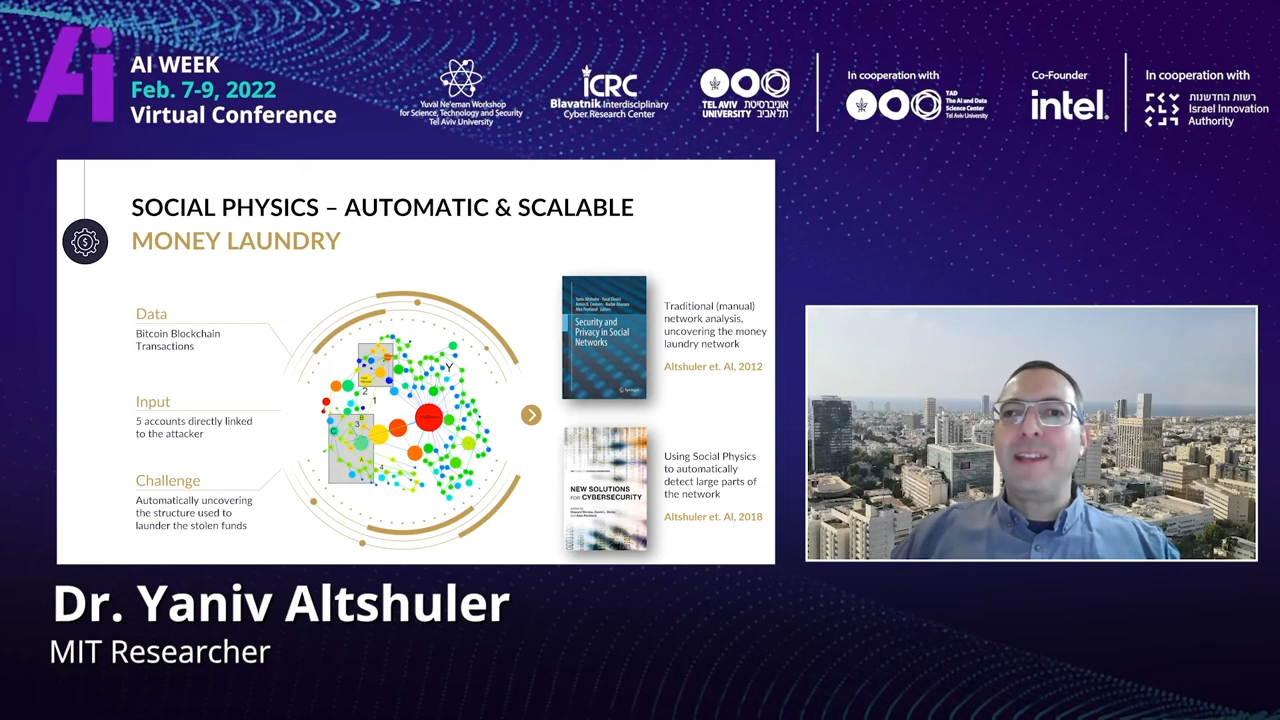 Ai
AI WEEK
Feb. 7-9, 2022
Virtual Conference
Yuval Ne'eman Workshop
for Science, Technology and Security
Tel Aviv University
iCRC
Blavatnik Interdisciplinary
Cyber Research Center
TEL AVIV אוניברסיטת
UNIVERSITY תל אביב
In cooperation with
TAD
The AI and Data
Science Center
Tel Aviv University
Co-Founder
intel.
In cooperation with
רשות החדשנות
Israel Innovation
Authority
SOCIAL PHYSICS – AUTOMATIC & SCALABLE
MONEY LAUNDRY
Data
Bitcoin Blockchain
Transactions
Input
5 accounts directly linked
to the attacker
Challenge
Automatically uncovering
the structure used to
launder the stolen funds
Y
2
1
3
4
Security and
Privacy in Social
Networks
Springer
Traditional (manual)
network analysis,
uncovering the money
laundry network
Altshuler et. Al, 2012
NEW SOLUTIONS
FOR CYBERSECURITY
Using Social Physics
to automatically
detect large parts of
the network
Altshuler et. Al, 2018
Dr. Yaniv Altshuler
MIT Researcher